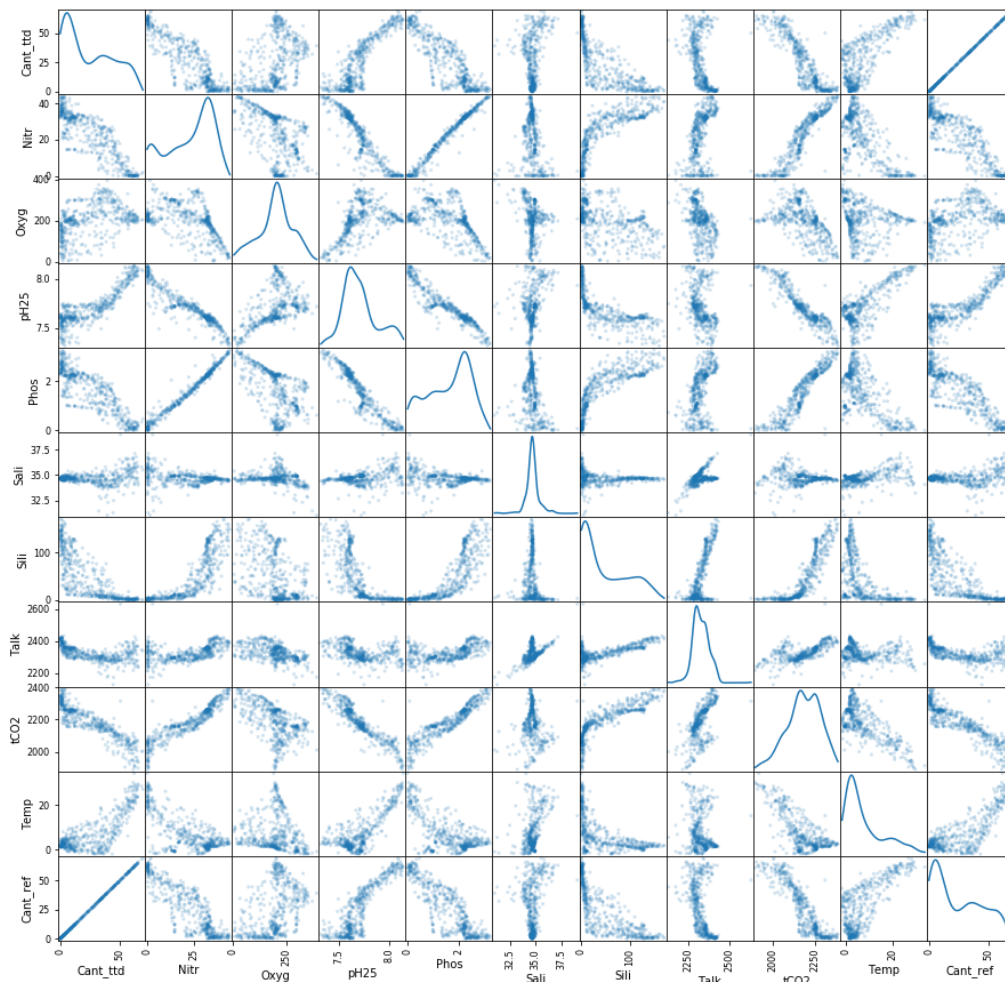 Cant_ttd
50
25
0
Nitr
40
20
0
Oxyg
400
200
0
pH25
8.0
7.5
Phos
2
0
Sali
37.5
35.0
32.5
Sili
100
0
Talk
2600
2400
2200
tCO2
2400
2200
2000
Temp
20
0
Cant_ref
50
25
0
0 50 0 25 0 250 7.5 8.0 0 2 32.5 35.0 37.5 0 100 2250 2500 2000 2250 0 20 0 50
Cant_ttd Nitr Oxyg pH25 Phos Sali Sili Talk tCO2 Temp Cant_ref